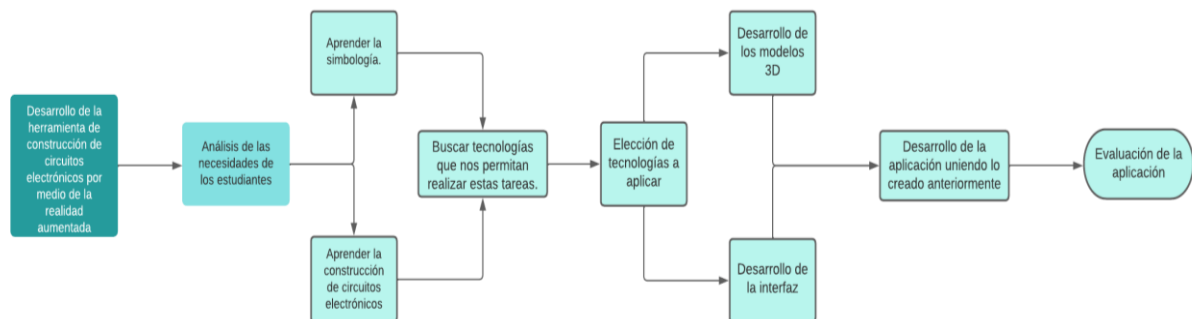 Desarrollo de la
herramienta de
construcción de
circuitos
electrónicos por
medio de la
realidad
aumentada
Análisis de las
necesidades de
los estudiantes
Aprender la
simbología.
Aprender la
construcción
de circuitos
electrónicos
Buscar tecnologías
que nos permitan
realizar estas tareas.
Elección de
tecnologías a
aplicar
Desarrollo de
los modelos
3D
Desarrollo de
la interfaz
Desarrollo de la
aplicación uniendo lo
creado anteriormente
Evaluación de la
aplicación